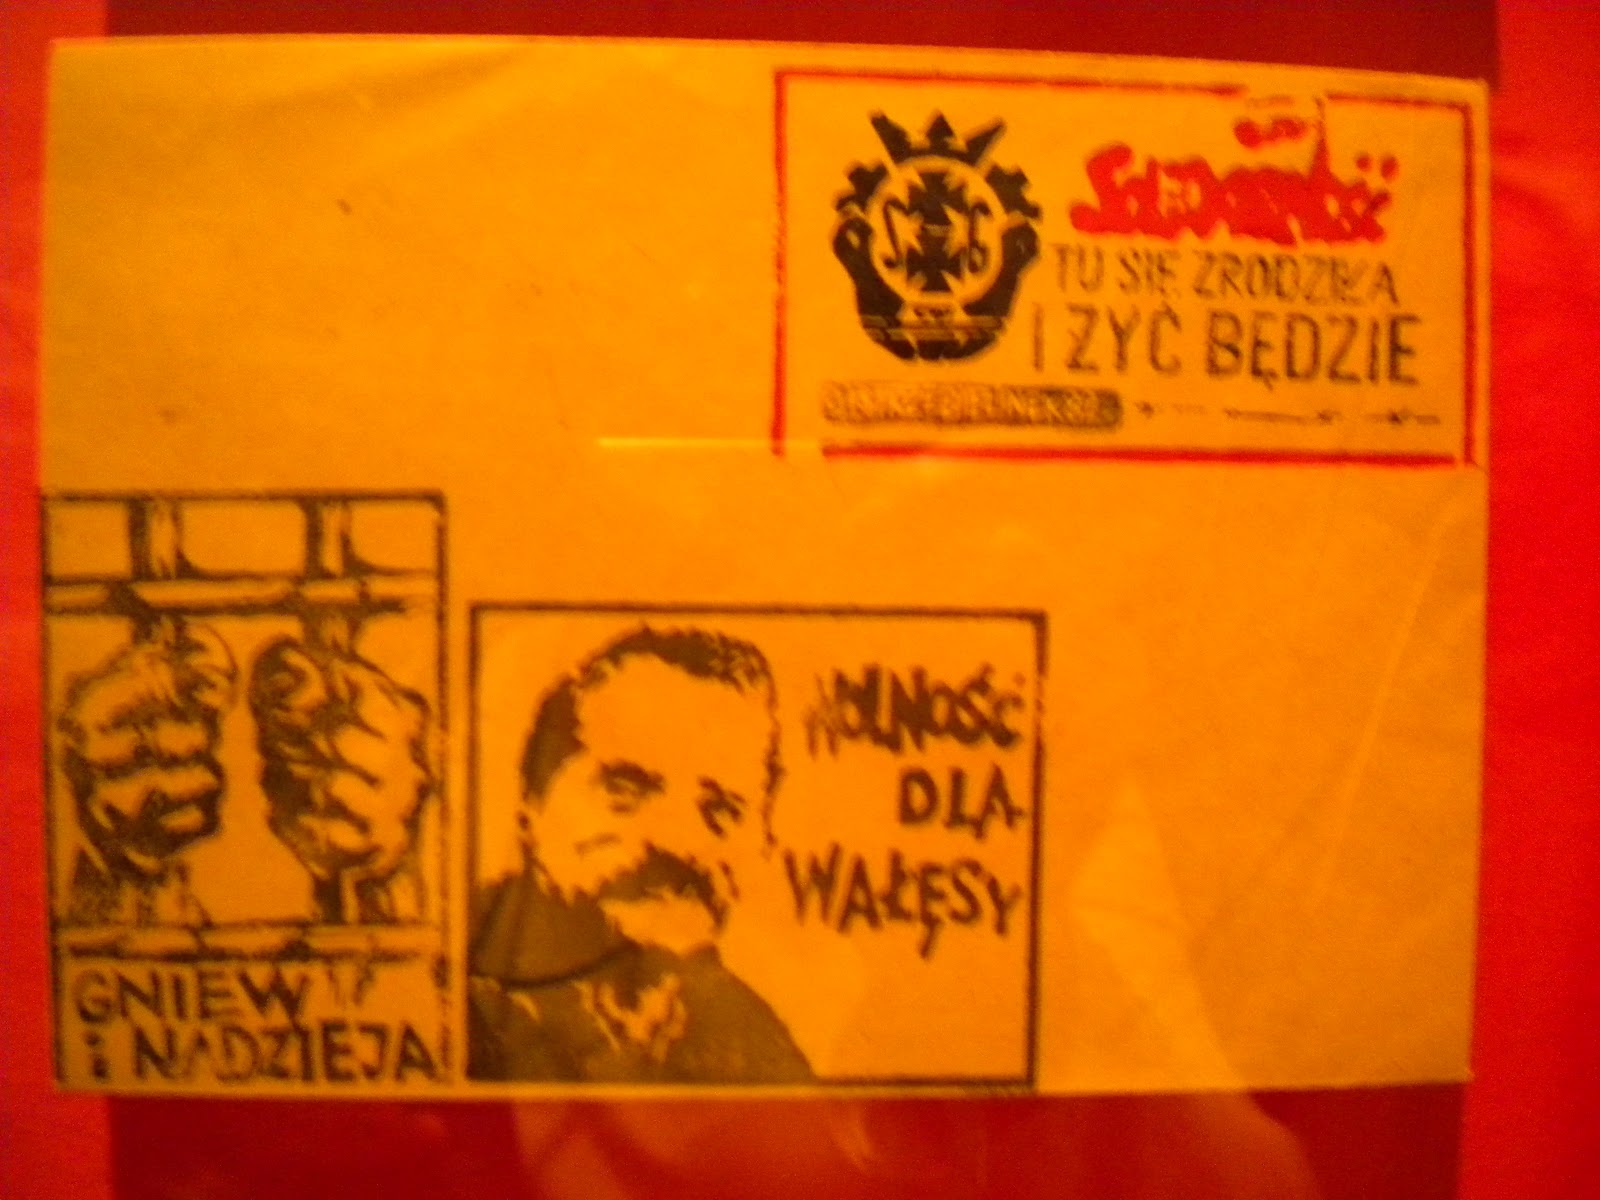 Solidarność
TU SIĘ ZRODZIŁA
I ŻYĆ BĘDZIE
WOLNOŚĆ
DLA
WAŁĘSY
GNIEW
i NADZIEJA